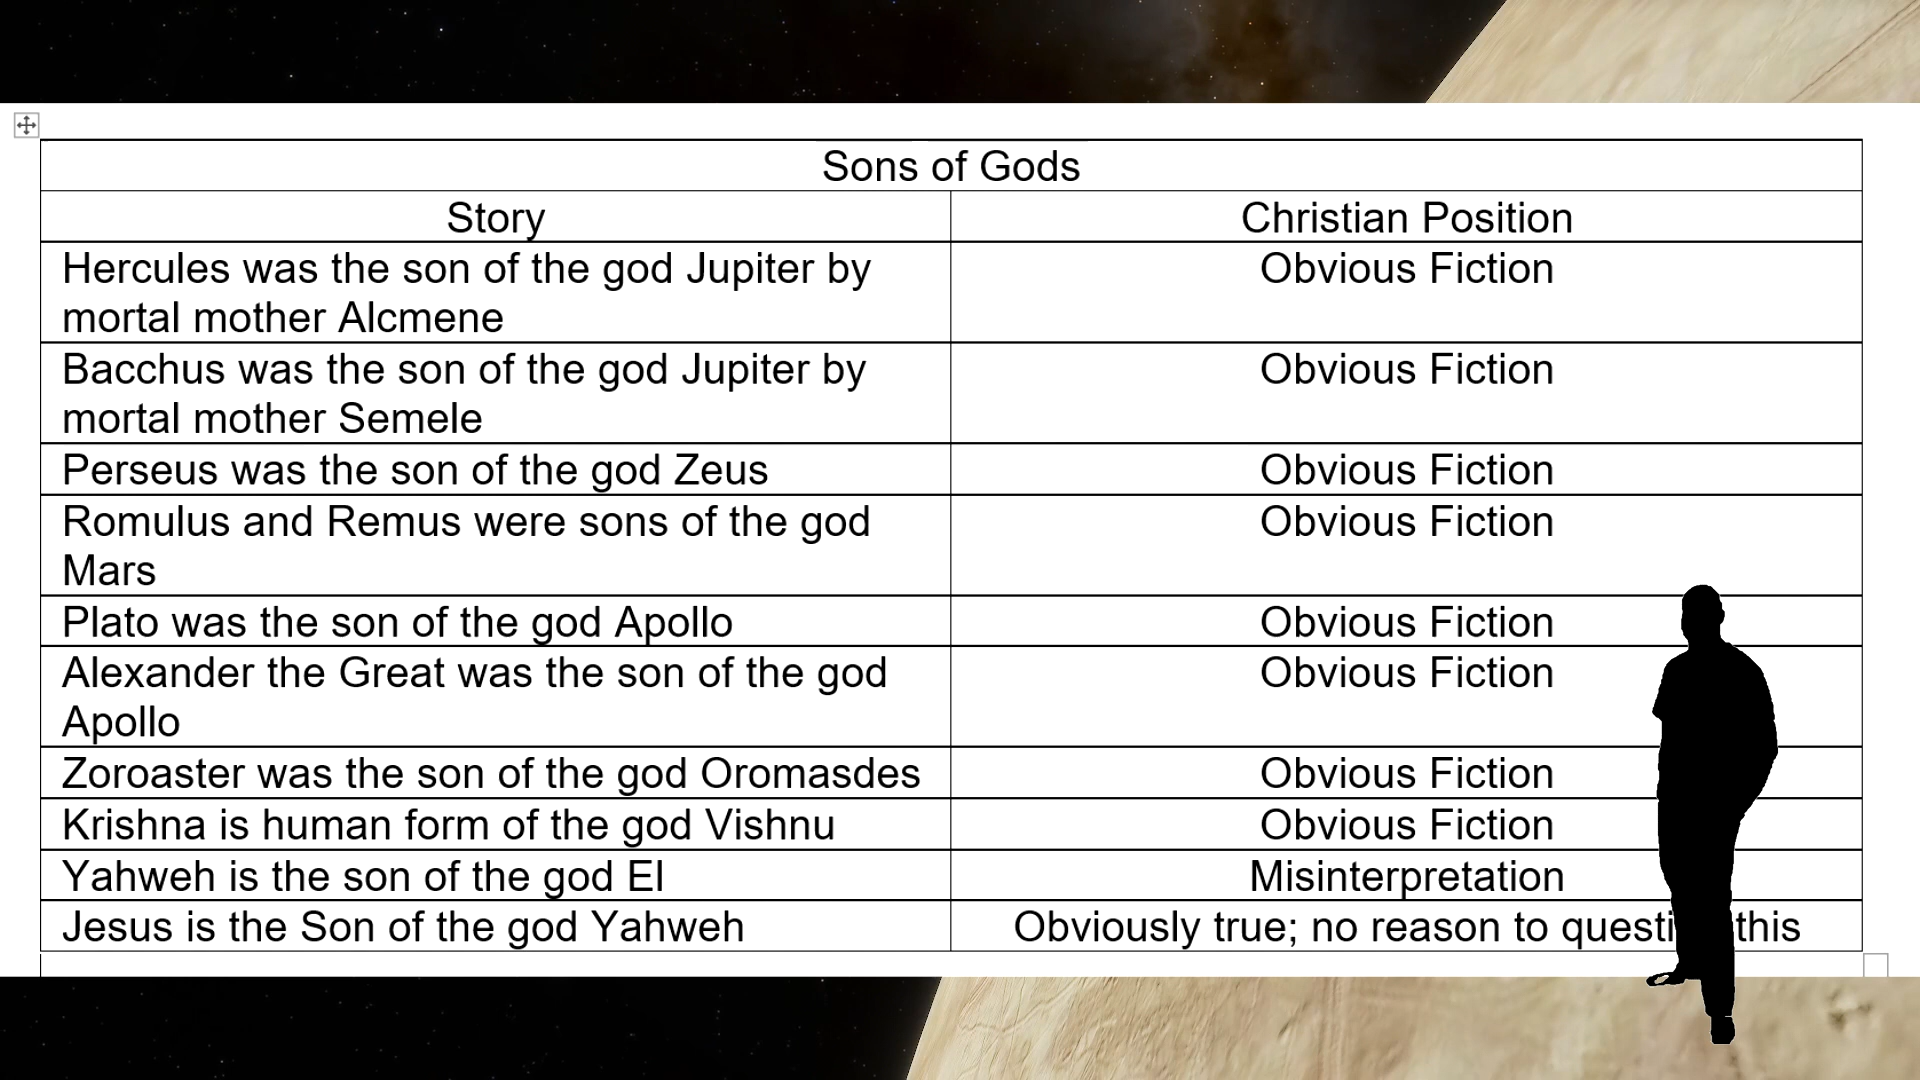 Sons of Gods
Story
Christian Position
Hercules was the son of the god Jupiter by
mortal mother Alcmene
Obvious Fiction
Bacchus was the son of the god Jupiter by
mortal mother Semele
Obvious Fiction
Perseus was the son of the god Zeus
Obvious Fiction
Romulus and Remus were sons of the god
Mars
Obvious Fiction
Plato was the son of the god Apollo
Obvious Fiction
Alexander the Great was the son of the god
Apollo
Obvious Fiction
Zoroaster was the son of the god Oromasdes
Obvious Fiction
Krishna is human form of the god Vishnu
Obvious Fiction
Yahweh is the son of the god El
Misinterpretation
Jesus is the Son of the god Yahweh
Obviously true; no reason to this